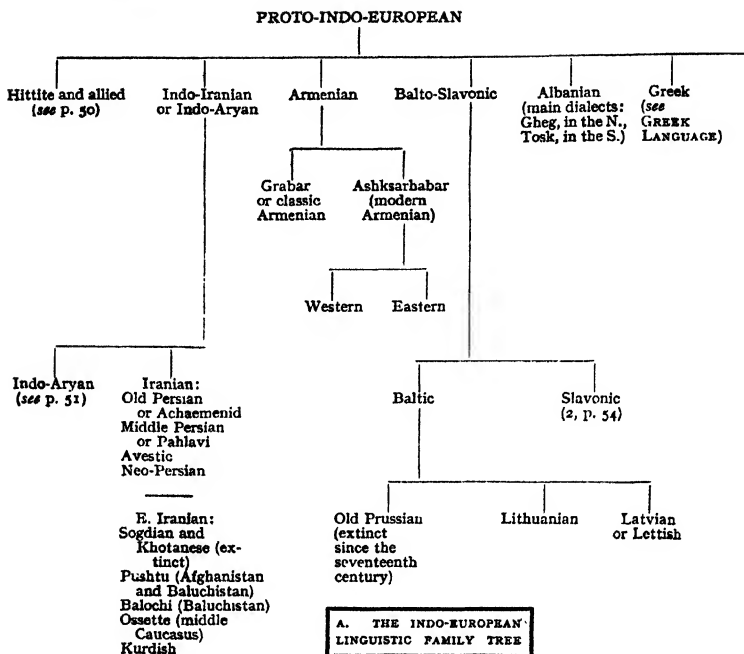 PROTO-INDO-EUROPEAN
Hittite and allied
(see p. 50)
Indo-Iranian
or Indo-Aryan
Armenian
Balto-Slavonic
Albanian
(main dialects:
Gheg, in the N.,
Tosk, in the S.)
Greek
(see
GREEK
LANGUAGE)
Grabar
or classic
Armenian
Ashksarhabar
(modern
Armenian)
Western
Eastern
Indo-Aryan
(see p. 51)
Iranian:
Old Persian
or Achaemenid
Middle Persian
or Pahlavi
Avestic
Neo-Persian
E. Iranian:
Sogdian and
Khotanese (ex-
tinct)
Pushtu (Afghanistan
and Baluchistan)
Balochi (Baluchistan)
Ossette (middle
Caucasus)
Kurdish
Baltic
Slavonic
(2, p. 54)
Old Prussian
(extinct
since the
seventeenth
century)
Lithuanian
Latvian
or Lettish
A. THE INDO-EUROPEAN
LINGUISTIC FAMILY TREE